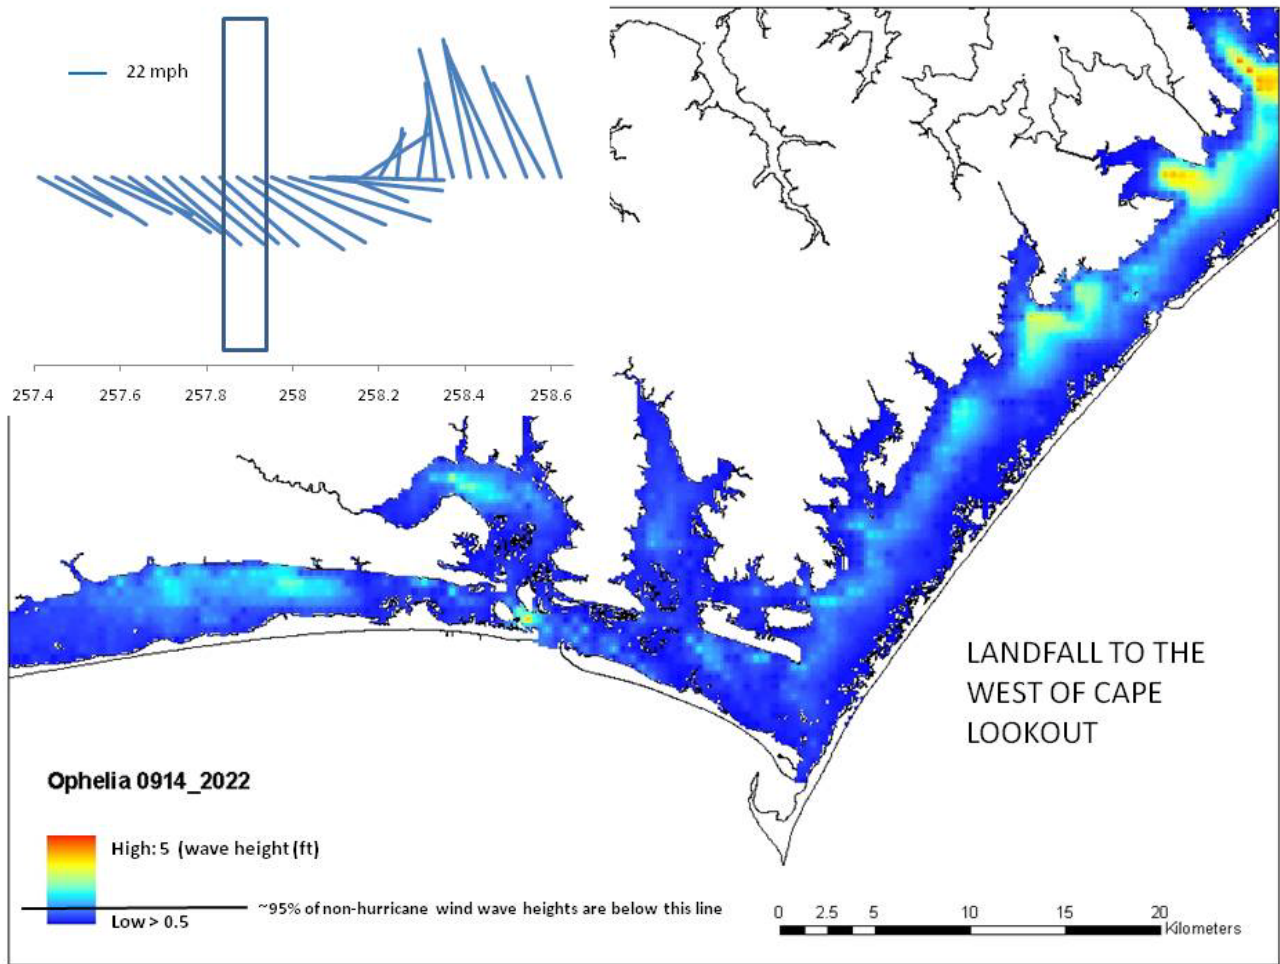 22 mph
257.4 257.6 257.8 258 258.2 258.4 258.6
LANDFALL TO THE
WEST OF CAPE
LOOKOUT
Ophelia 0914_2022
High: 5 (wave height (ft)
~95% of non-hurricane wind wave heights are below this line
Low > 0.5
0 2.5 5 10 15 20
Kilometers